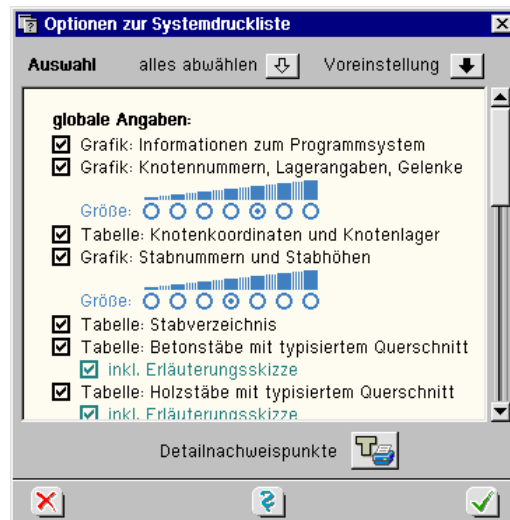 Optionen zur Systemdruckliste
Auswahl alles abwählen Voreinstellung
globale Angaben:
Grafik: Informationen zum Programmsystem
Grafik: Knotennummern, Lagerangaben, Gelenke
Größe:
Tabelle: Knotenkoordinaten und Knotenlager
Grafik: Stabnummern und Stabhöhen
Größe:
Tabelle: Stabverzeichnis
Tabelle: Betonstäbe mit typisiertem Querschnitt
inkl. Erläuterungsskizze
Tabelle: Holzstäbe mit typisiertem Querschnitt
inkl. Erläuterungsskizze
Detailnachweispunkte